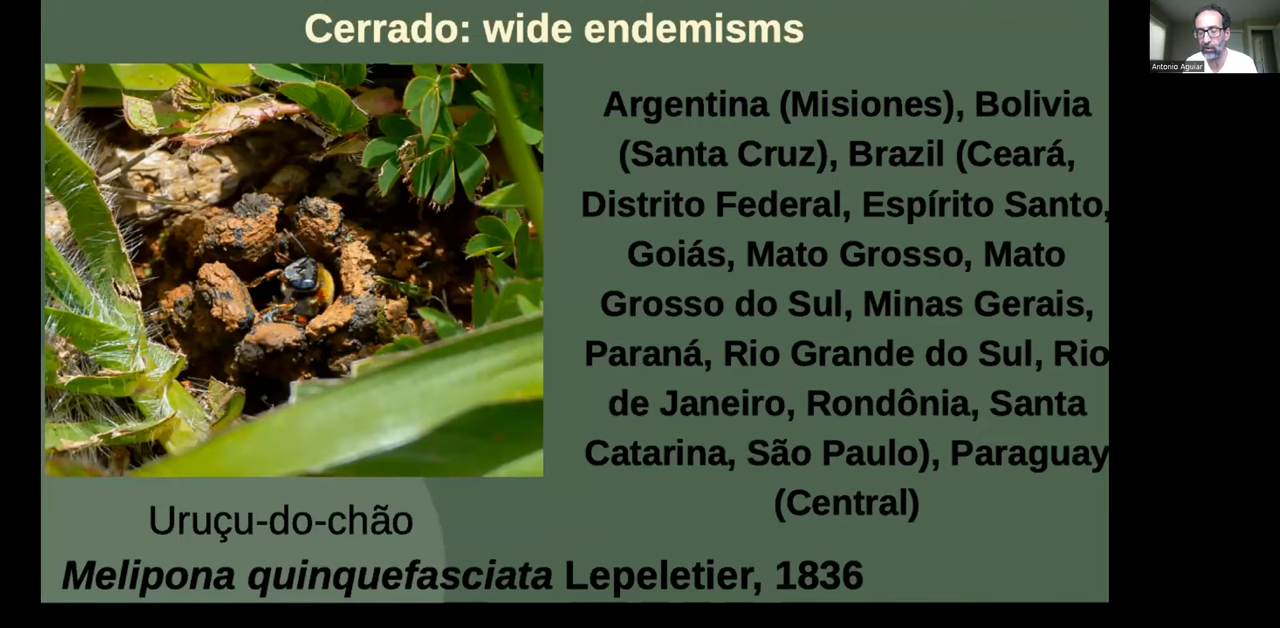 Cerrado: wide endemisms
Antonio Aguiar
Argentina (Misiones), Bolivia
(Santa Cruz), Brazil (Ceará,
Distrito Federal, Espírito Santo,
Goiás, Mato Grosso, Mato
Grosso do Sul, Minas Gerais,
Paraná, Rio Grande do Sul, Rio
de Janeiro, Rondônia, Santa
Catarina, São Paulo), Paraguay
(Central)
Uruçu-do-chão
Melipona quinquefasciata Lepeletier, 1836